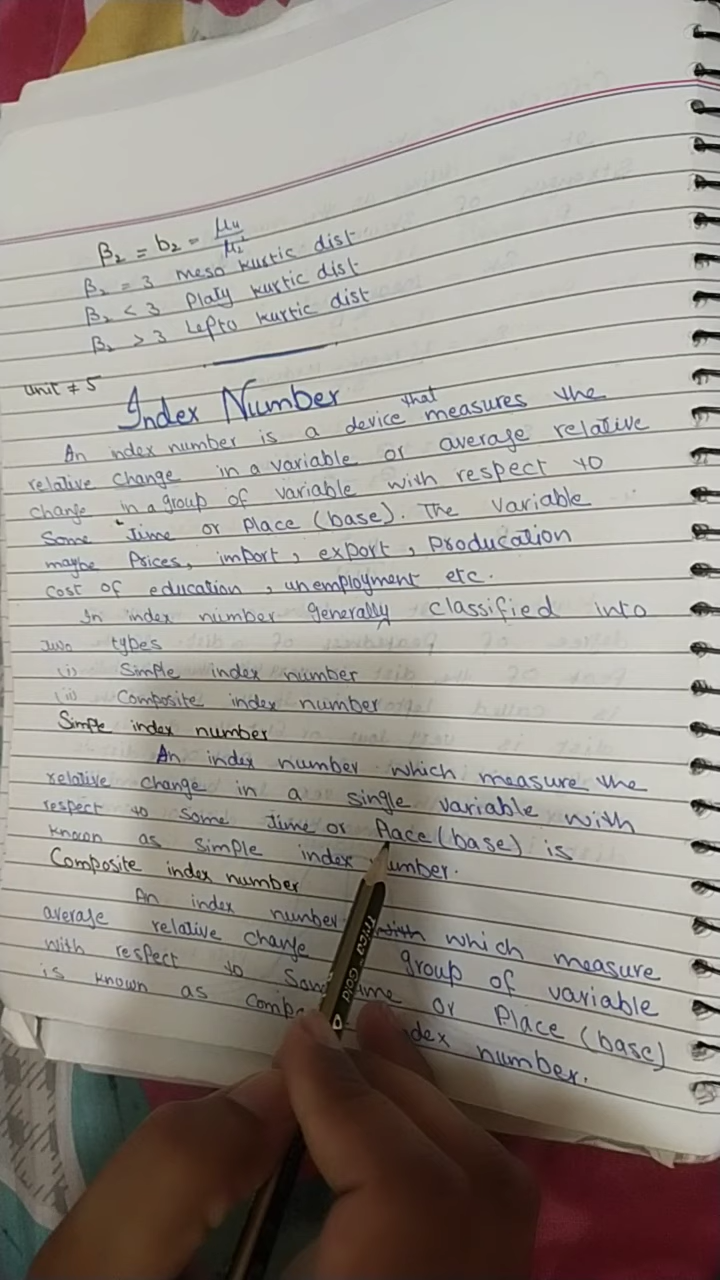 β₂ = b₂ = μ₄/μ₂²
β₂ = 3 meso kurtic dist
β₂ < 3 Platy kurtic dist
β₂ > 3 Lepto kurtic dist
unit # 5
Index Number
An index number is a device that measures the
relative change in a variable or average relative
change in a group of variable with respect to
Some Time or Place (base). The variable
maybe Prices, import, export, producation
cost of education, unemployment etc.
In index number generally classified into
Two types
(i) Simple index number
(ii) Composite index number
Simple index number
An index number which measure the
relative change in a single variable with
respect to some Time or Place (base) is
known as simple index number.
Composite index number
An index number which measure
average relative change group of variable
with respect to Some Time or Place (base)
is known as index number.